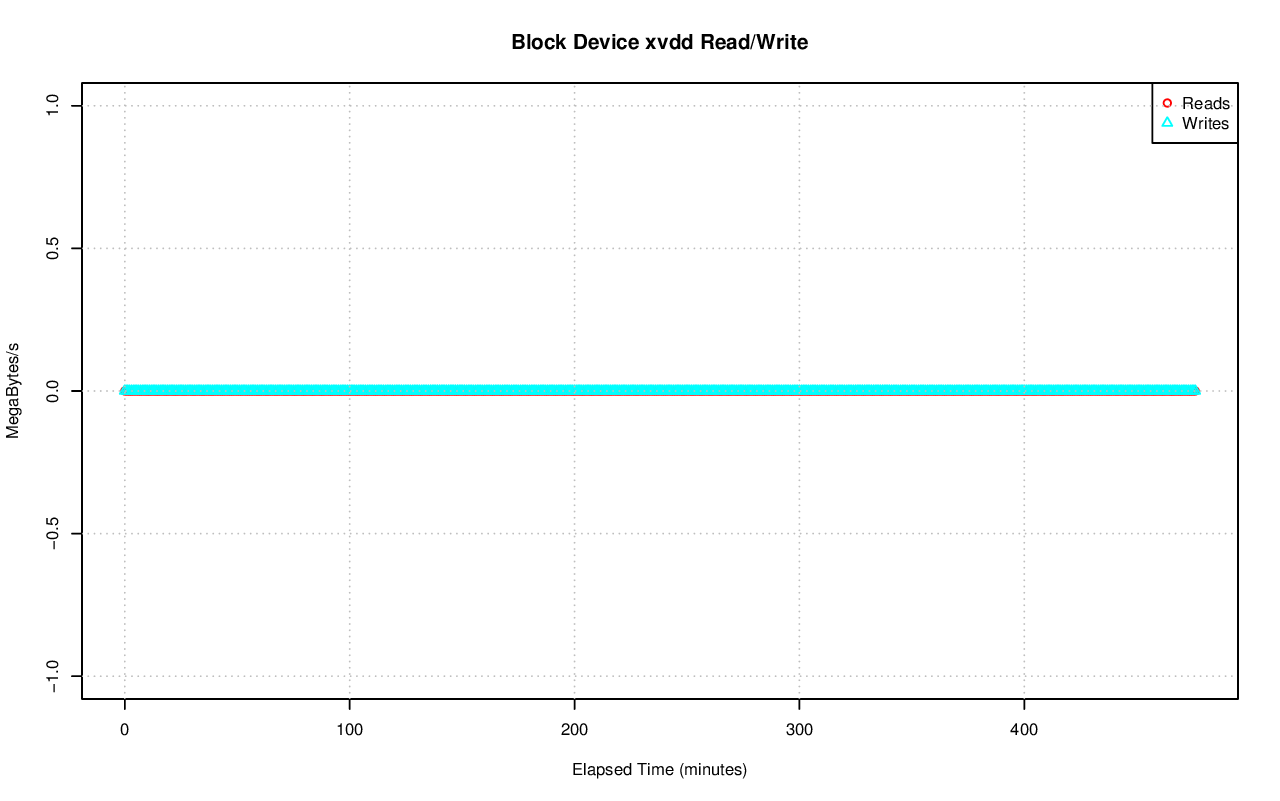 Block Device xvdd Read/Write
Reads
Writes
MegaBytes/s
1.0
0.5
0.0
−0.5
−1.0
0 100 200 300 400
Elapsed Time (minutes)